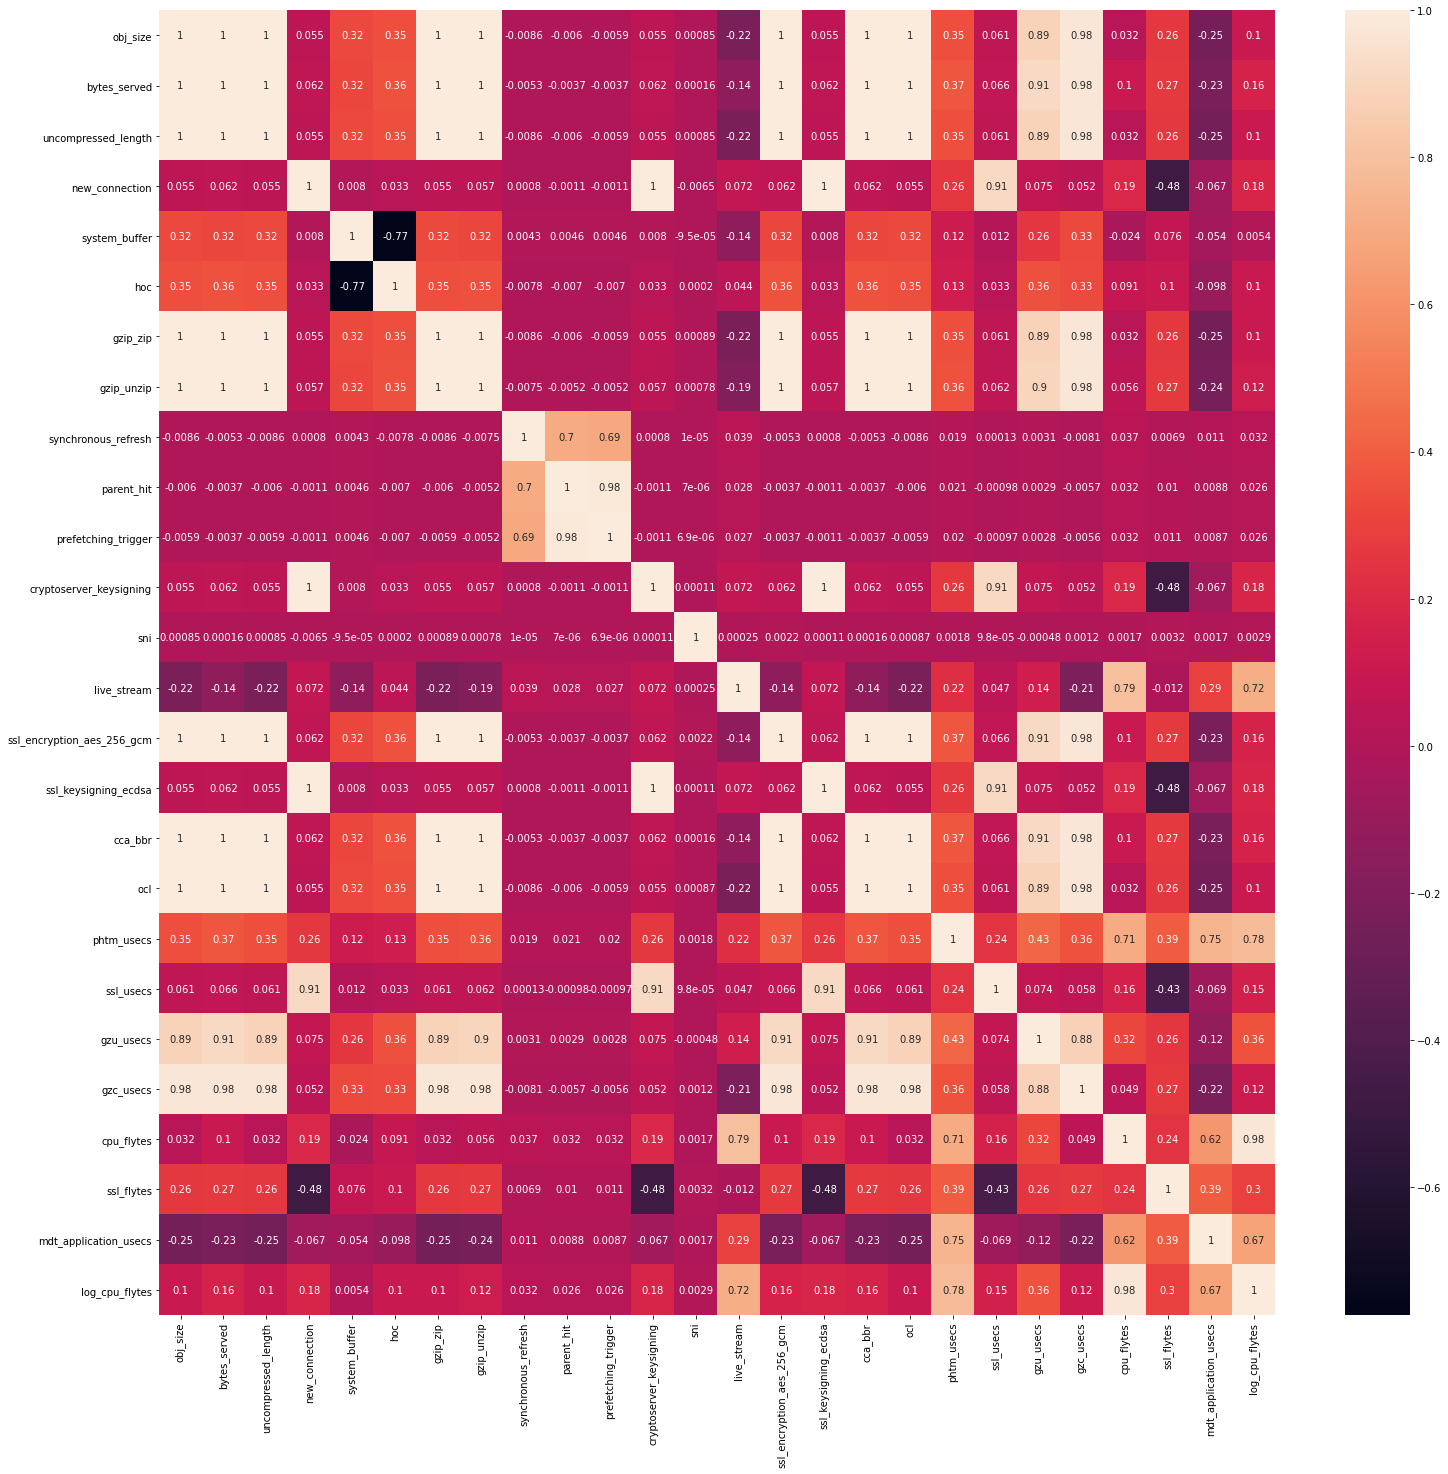 obj_size 1 1 1 0.055 0.32 0.35 1 1 -0.0086 -0.006 -0.0059 0.055 0.00085 -0.22 1 0.055 1 1 0.35 0.061 0.89 0.98 0.032 0.26 -0.25 0.1 1.0
bytes_served 1 1 1 0.062 0.32 0.36 1 1 -0.0053 -0.0037 -0.0037 0.062 0.00016 -0.14 1 0.062 1 1 0.37 0.066 0.91 0.98 0.1 0.27 -0.23 0.16
uncompressed_length 1 1 1 0.055 0.32 0.35 1 1 -0.0086 -0.006 -0.0059 0.055 0.00085 -0.22 1 0.055 1 1 0.35 0.061 0.89 0.98 0.032 0.26 -0.25 0.1 0.8
new_connection 0.055 0.062 0.055 1 0.008 0.033 0.055 0.057 0.0008 -0.0011 -0.0011 1 -0.0065 0.072 0.062 1 0.062 0.055 0.26 0.91 0.075 0.052 0.19 -0.48 -0.067 0.18
system_buffer 0.32 0.32 0.32 0.008 1 -0.77 0.32 0.32 0.0043 0.0046 0.0046 0.008 -9.5e-05 -0.14 0.32 0.008 0.32 0.32 0.12 0.012 0.26 0.33 -0.024 0.076 -0.054 0.0054
hoc 0.35 0.36 0.35 0.033 -0.77 1 0.35 0.35 -0.0078 -0.007 -0.007 0.033 0.0002 0.044 0.36 0.033 0.36 0.35 0.13 0.033 0.36 0.33 0.091 0.1 -0.098 0.1 0.6
gzip_zip 1 1 1 0.055 0.32 0.35 1 1 -0.0086 -0.006 -0.0059 0.055 0.00089 -0.22 1 0.055 1 1 0.35 0.061 0.89 0.98 0.032 0.26 -0.25 0.1
gzip_unzip 1 1 1 0.057 0.32 0.35 1 1 -0.0075 -0.0052 -0.0052 0.057 0.00078 -0.19 1 0.057 1 1 0.36 0.062 0.9 0.98 0.056 0.27 -0.24 0.12
synchronous_refresh -0.0086 -0.0053 -0.0086 0.0008 0.0043 -0.0078 -0.0086 -0.0075 1 0.7 0.69 0.0008 1e-05 0.039 -0.0053 0.0008 -0.0053 -0.0086 0.019 0.00013 0.0031 -0.0081 0.037 0.0069 0.011 0.032 0.4
parent_hit -0.006 -0.0037 -0.006 -0.0011 0.0046 -0.007 -0.006 -0.0052 0.7 1 0.98 -0.0011 7e-06 0.028 -0.0037 -0.0011 -0.0037 -0.006 0.021 -0.00098 0.0029 -0.0057 0.032 0.01 0.0088 0.026
prefetching_trigger -0.0059 -0.0037 -0.0059 -0.0011 0.0046 -0.007 -0.0059 -0.0052 0.69 0.98 1 -0.0011 6.9e-06 0.027 -0.0037 -0.0011 -0.0037 -0.0059 0.02 -0.00097 0.0028 -0.0056 0.032 0.011 0.0087 0.026
cryptoserver_keysigning 0.055 0.062 0.055 1 0.008 0.033 0.055 0.057 0.0008 -0.0011 -0.0011 1 0.00011 0.072 0.062 1 0.062 0.055 0.26 0.91 0.075 0.052 0.19 -0.48 -0.067 0.18 0.2
sni 0.00085 0.00016 0.00085 -0.0065 -9.5e-05 0.0002 0.00089 0.00078 1e-05 7e-06 6.9e-06 0.00011 1 0.00025 0.0022 0.00011 0.00016 0.00087 0.0018 9.8e-05 -0.00048 0.0012 0.0017 0.0032 0.0017 0.0029
live_stream -0.22 -0.14 -0.22 0.072 -0.14 0.044 -0.22 -0.19 0.039 0.028 0.027 0.072 0.00025 1 -0.14 0.072 -0.14 -0.22 0.22 0.047 0.14 -0.21 0.79 -0.012 0.29 0.72
ssl_encryption_aes_256_gcm 1 1 1 0.062 0.32 0.36 1 1 -0.0053 -0.0037 -0.0037 0.062 0.0022 -0.14 1 0.062 1 1 0.37 0.066 0.91 0.98 0.1 0.27 -0.23 0.16 0.0
ssl_keysigning_ecdsa 0.055 0.062 0.055 1 0.008 0.033 0.055 0.057 0.0008 -0.0011 -0.0011 1 0.00011 0.072 0.062 1 0.062 0.055 0.26 0.91 0.075 0.052 0.19 -0.48 -0.067 0.18
cca_bbr 1 1 1 0.062 0.32 0.36 1 1 -0.0053 -0.0037 -0.0037 0.062 0.00016 -0.14 1 0.062 1 1 0.37 0.066 0.91 0.98 0.1 0.27 -0.23 0.16
ocl 1 1 1 0.055 0.32 0.35 1 1 -0.0086 -0.006 -0.0059 0.055 0.00087 -0.22 1 0.055 1 1 0.35 0.061 0.89 0.98 0.032 0.26 -0.25 0.1 −0.2
phtm_usecs 0.35 0.37 0.35 0.26 0.12 0.13 0.35 0.36 0.019 0.021 0.02 0.26 0.0018 0.22 0.37 0.26 0.37 0.35 1 0.24 0.43 0.36 0.71 0.39 0.75 0.78
ssl_usecs 0.061 0.066 0.061 0.91 0.012 0.033 0.061 0.062 0.00013 -0.00098 -0.00097 0.91 9.8e-05 0.047 0.066 0.91 0.066 0.061 0.24 1 0.074 0.058 0.16 -0.43 -0.069 0.15
gzu_usecs 0.89 0.91 0.89 0.075 0.26 0.36 0.89 0.9 0.0031 0.0029 0.0028 0.075 -0.00048 0.14 0.91 0.075 0.91 0.89 0.43 0.074 1 0.88 0.32 0.26 -0.12 0.36 −0.4
gzc_usecs 0.98 0.98 0.98 0.052 0.33 0.33 0.98 0.98 -0.0081 -0.0057 -0.0056 0.052 0.0012 -0.21 0.98 0.052 0.98 0.98 0.36 0.058 0.88 1 0.049 0.27 -0.22 0.12
cpu_flytes 0.032 0.1 0.032 0.19 -0.024 0.091 0.032 0.056 0.037 0.032 0.032 0.19 0.0017 0.79 0.1 0.19 0.1 0.032 0.71 0.16 0.32 0.049 1 0.24 0.62 0.98
ssl_flytes 0.26 0.27 0.26 -0.48 0.076 0.1 0.26 0.27 0.0069 0.01 0.011 -0.48 0.0032 -0.012 0.27 -0.48 0.27 0.26 0.39 -0.43 0.26 0.27 0.24 1 0.39 0.3 −0.6
mdt_application_usecs -0.25 -0.23 -0.25 -0.067 -0.054 -0.098 -0.25 -0.24 0.011 0.0088 0.0087 -0.067 0.0017 0.29 -0.23 -0.067 -0.23 -0.25 0.75 -0.069 -0.12 -0.22 0.62 0.39 1 0.67
log_cpu_flytes 0.1 0.16 0.1 0.18 0.0054 0.1 0.1 0.12 0.032 0.026 0.026 0.18 0.0029 0.72 0.16 0.18 0.16 0.1 0.78 0.15 0.36 0.12 0.98 0.3 0.67 1
obj_size
bytes_served
uncompressed_length
new_connection
system_buffer
hoc
gzip_zip
gzip_unzip
synchronous_refresh
parent_hit
prefetching_trigger
cryptoserver_keysigning
sni
live_stream
ssl_encryption_aes_256_gcm
ssl_keysigning_ecdsa
cca_bbr
ocl
phtm_usecs
ssl_usecs
gzu_usecs
gzc_usecs
cpu_flytes
ssl_flytes
mdt_application_usecs
log_cpu_flytes